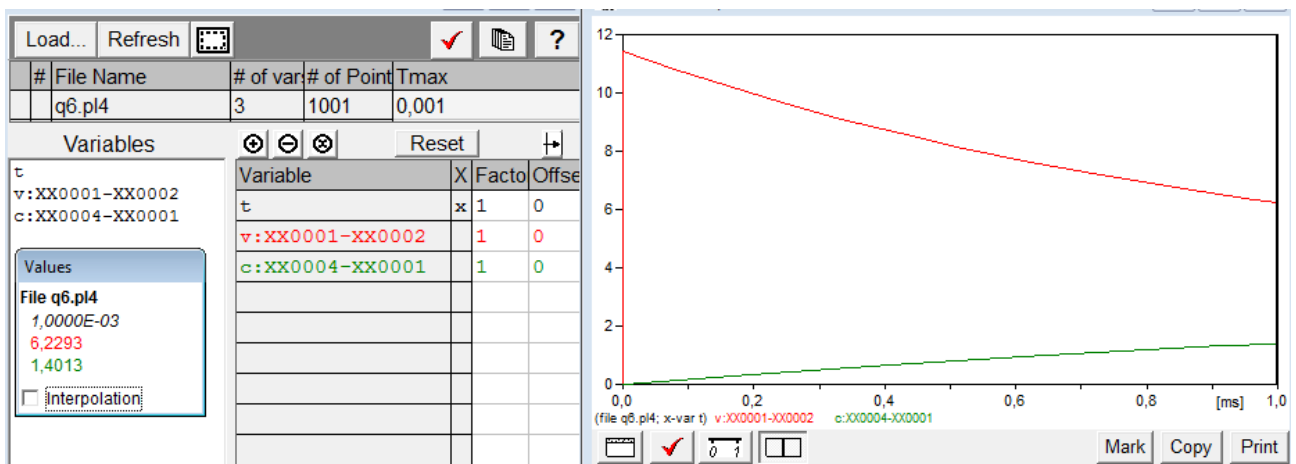 Load... Refresh ?
# File Name # of var: # of Point Tmax
q6.pl4 3 1001 0,001
Variables Reset
t
v:XX0001-XX0002
c:XX0004-XX0001
Variable X Facto Offse
t x 1 0
v:XX0001-XX0002 1 0
c:XX0004-XX0001 1 0
Values
File q6.pl4
1,0000E-03
6,2293
1,4013
Interpolation
12
10
8
6
4
2
0
0,0 0,2 0,4 0,6 0,8 [ms] 1,0
(file q6.pl4; x-var t) v:XX0001-XX0002 c:XX0004-XX0001
0 1 Mark Copy Print